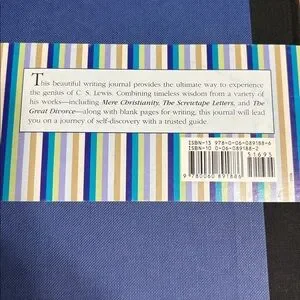 This beautiful writing journal provides the ultimate way to experience
the genius of C. S. Lewis. Combining timeless wisdom from a variety of
his works—including Mere Christianity, The Screwtape Letters, and The
Great Divorce—along with blank pages for writing, this journal will lead
you on a journey of self-discovery with a trusted guide.
ISBN-13 978-0-06-089188-6
ISBN-10 0-06-089188-2
51695
9 780060 891886